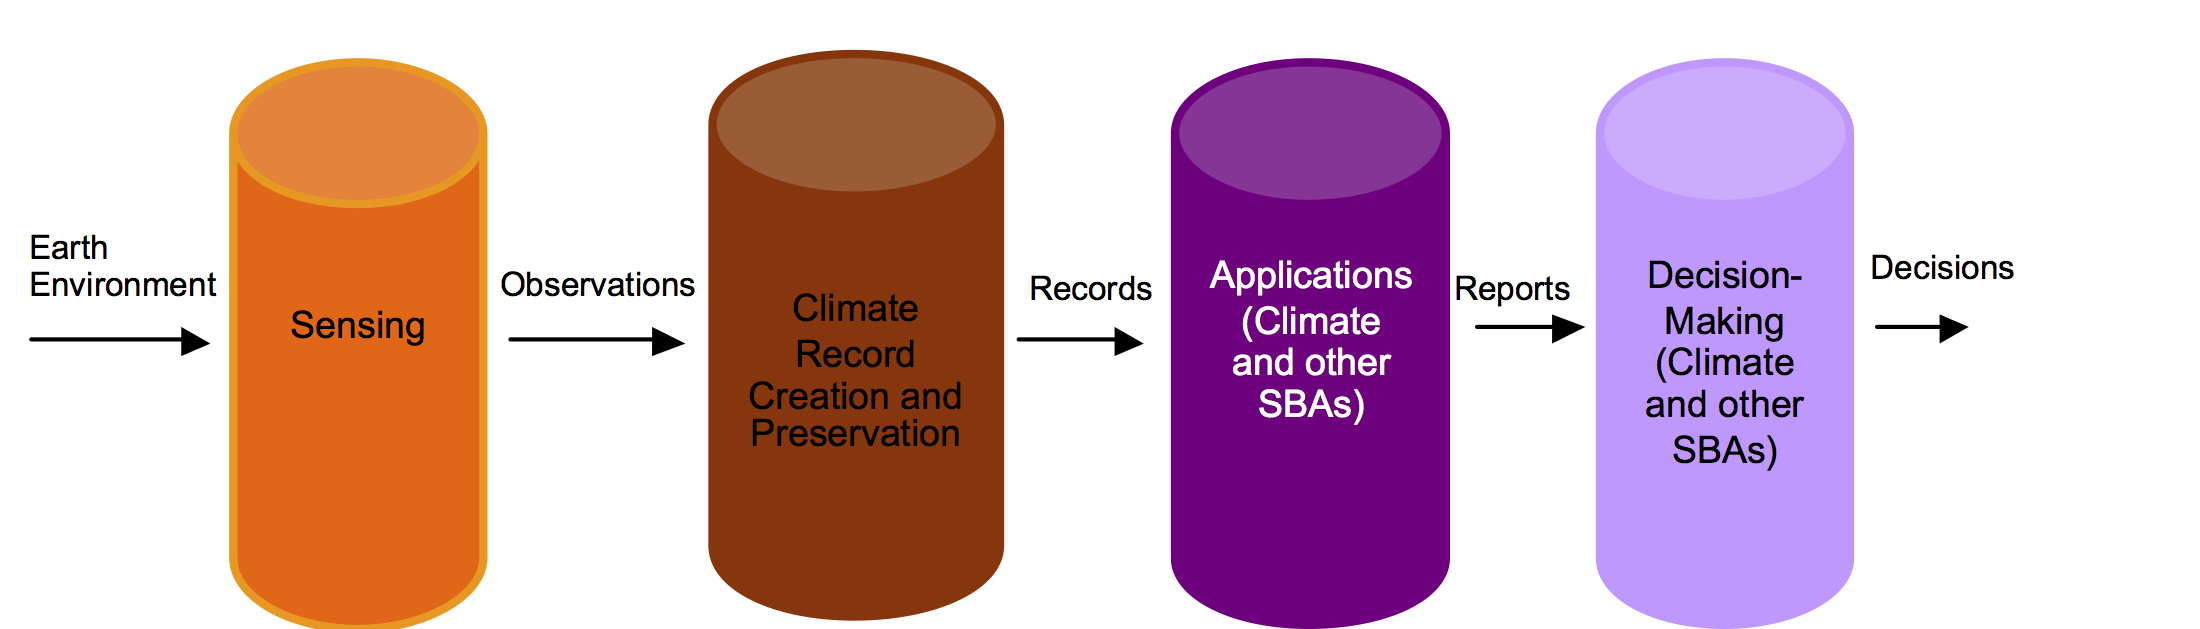 Earth
Environment
Sensing
Observations
Climate
Record
Creation and
Preservation
Records
Applications
(Climate
and other
SBAs)
Reports
Decision-
Making
(Climate
and other
SBAs)
Decisions